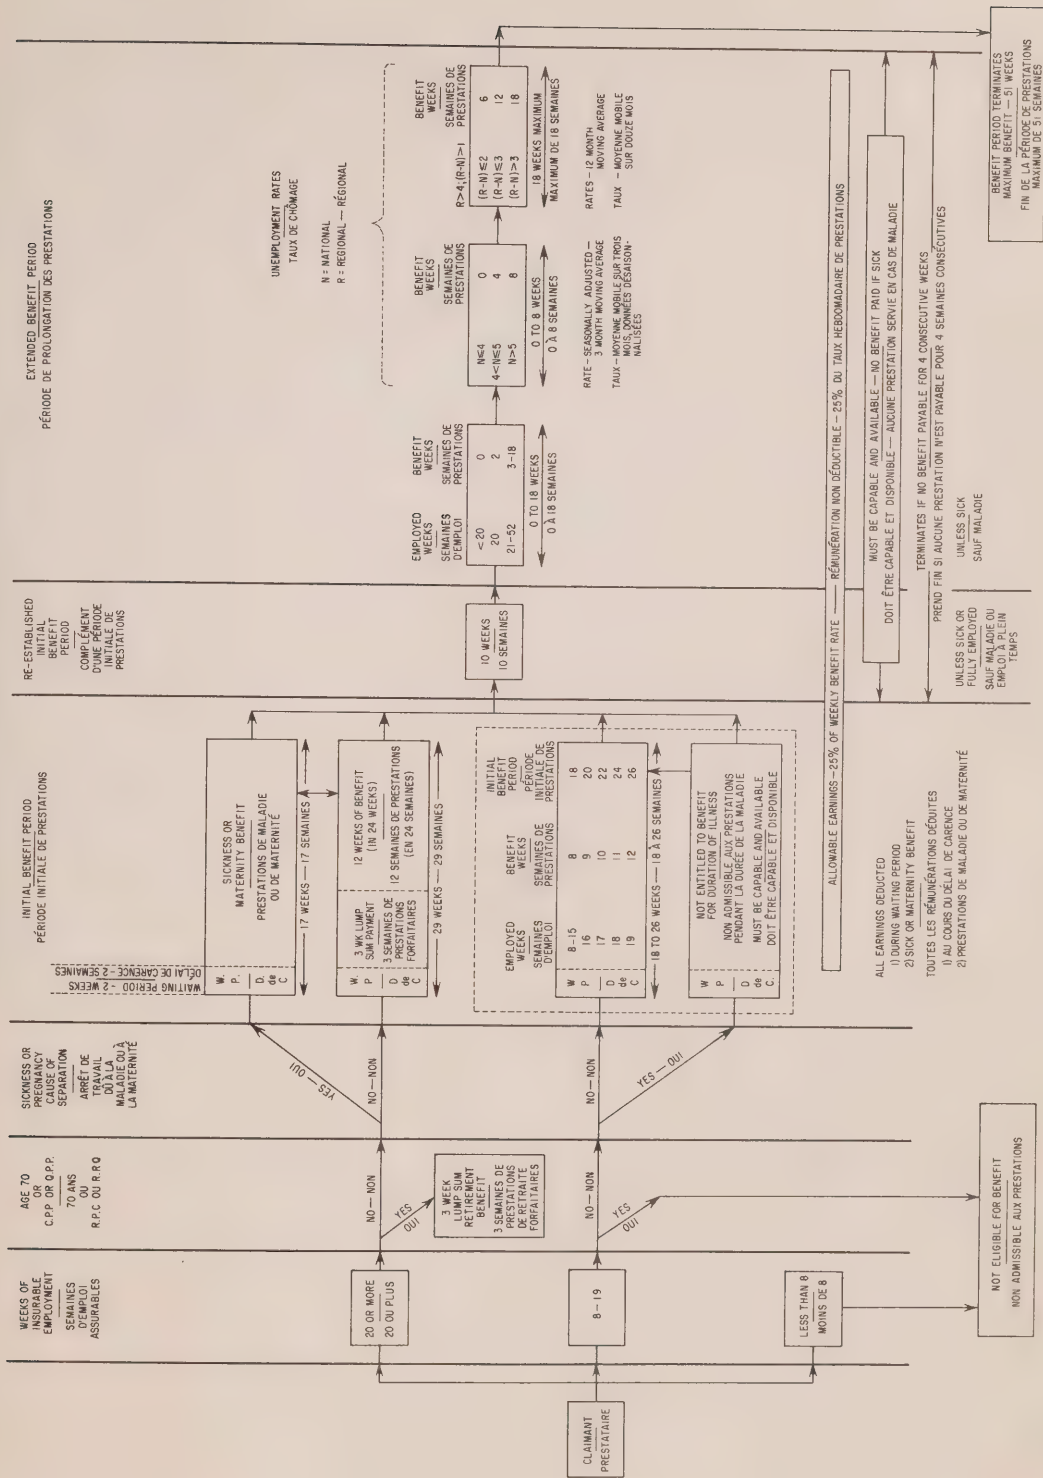 CLAIMANT
PRESTATAIRE
WEEKS OF
INSURABLE
EMPLOYMENT
SEMAINES
D'EMPLOI
ASSURABLES
20 OR MORE
20 OU PLUS
8-19
LESS THAN 8
MOINS DE 8
AGE 70
OR
C.P.P OR Q.P.P.
70 ANS
OU
R.P.C OU R.R.Q
NO-NON
YES
OUI
3 WEEK
LUMP SUM
RETIREMENT
BENEFIT
3 SEMAINES DE
PRESTATIONS
DE RETRAITE
FORFAITAIRES
NO-NON
YES
OUI
NOT ELIGIBLE FOR BENEFIT
NON ADMISSIBLE AUX PRESTATIONS
SICKNESS OR
PREGNANCY
CAUSE OF
SEPARATION
ARRÊT DE
TRAVAIL
DÛ À LA
MALADIE OU À
LA MATERNITÉ
YES - OUI
NO-NON
NO-NON
YES-OUI
INITIAL BENEFIT PERIOD
PÉRIODE INITIALE DE PRESTATIONS
WAITING PERIOD - 2 WEEKS
DÉLAI DE CARENCE - 2 SEMAINES
W.
P.
D.
de
C
SICKNESS OR
MATERNITY BENEFIT
PRESTATIONS DE MALADIE
OU DE MATERNITÉ
17 WEEKS — 17 SEMAINES
W.
P
D
de
C
3 WK LUMP
SUM PAYMENT
3 SEMAINES DE
PRESTATIONS
FORFAITAIRES
12 WEEKS OF BENEFIT
(IN 24 WEEKS)
12 SEMAINES DE PRESTATIONS
(EN 24 SEMAINES)
29 WEEKS — 29 SEMAINES
EMPLOYED
WEEKS
SEMAINES
D'EMPLOI
BENEFIT
WEEKS
SEMAINES DE
PRESTATIONS
INITIAL
BENEFIT
PERIOD
PÉRIODE
INITIALE DE
PRESTATIONS
W
P
D
de
C
8-15 8 18
16 9 20
17 10 22
18 11 24
19 12 26
18 TO 26 WEEKS — 18 À 26 SEMAINES
W
P
D
de
C.
NOT ENTITLED TO BENEFIT
FOR DURATION OF ILLNESS
NON ADMISSIBLE AUX PRESTATIONS
PENDANT LA DURÉE DE LA MALADIE
MUST BE CAPABLE AND AVAILABLE
DOIT ÊTRE CAPABLE ET DISPONIBLE
RE-ESTABLISHED
INITIAL
BENEFIT
PERIOD
COMPLÉMENT
D'UNE PÉRIODE
INITIALE DE
PRESTATIONS
10 WEEKS
10 SEMAINES
EXTENDED BENEFIT PERIOD
PÉRIODE DE PROLONGATION DES PRESTATIONS
EMPLOYED
WEEKS
SEMAINES
D'EMPLOI
BENEFIT
WEEKS
SEMAINES DE
PRESTATIONS
<20 0
20 2
21-52 3-18
0 TO 18 WEEKS
0 À 18 SEMAINES
UNEMPLOYMENT RATES
TAUX DE CHÔMAGE
N = NATIONAL
R = REGIONAL — RÉGIONAL
BENEFIT
WEEKS
SEMAINES DE
PRESTATIONS
N≤4 0
4<N≤5 4
N>5 8
0 TO 8 WEEKS
0 À 8 SEMAINES
RATE – SEASONALLY ADJUSTED –
3 MONTH MOVING AVERAGE
TAUX – MOYENNE MOBILE SUR TROIS
MOIS, DONNÉES DÉSAISON-
NALISÉES
BENEFIT
WEEKS
SEMAINES DE
PRESTATIONS
R>4;(R-N)>1
(R-N)≤2 6
(R-N)≤3 12
(R-N)>3 18
18 WEEKS MAXIMUM
MAXIMUM DE 18 SEMAINES
RATES – 12 MONTH
MOVING AVERAGE
TAUX – MOYENNE MOBILE
SUR DOUZE MOIS
ALLOWABLE EARNINGS – 25% OF WEEKLY BENEFIT RATE — RÉMUNÉRATION NON DÉDUCTIBLE – 25% DU TAUX HEBDOMADAIRE DE PRESTATIONS
ALL EARNINGS DEDUCTED
1) DURING WAITING PERIOD
2) SICK OR MATERNITY BENEFIT
TOUTES LES RÉMUNÉRATIONS DÉDUITES
1) AU COURS DU DÉLAI DE CARENCE
2) PRESTATIONS DE MALADIE OU DE MATERNITÉ
MUST BE CAPABLE AND AVAILABLE — NO BENEFIT PAID IF SICK
DOIT ÊTRE CAPABLE ET DISPONIBLE — AUCUNE PRESTATION SERVIE EN CAS DE MALADIE
TERMINATES IF NO BENEFIT PAYABLE FOR 4 CONSECUTIVE WEEKS
PREND FIN SI AUCUNE PRESTATION N'EST PAYABLE POUR 4 SEMAINES CONSÉCUTIVES
UNLESS SICK OR
FULLY EMPLOYED
SAUF MALADIE OU
EMPLOI À PLEIN
TEMPS
UNLESS SICK
SAUF MALADIE
BENEFIT PERIOD TERMINATES
MAXIMUM BENEFIT — 51 WEEKS
FIN DE LA PÉRIODE DE PRESTATIONS
MAXIMUM DE 51 SEMAINES